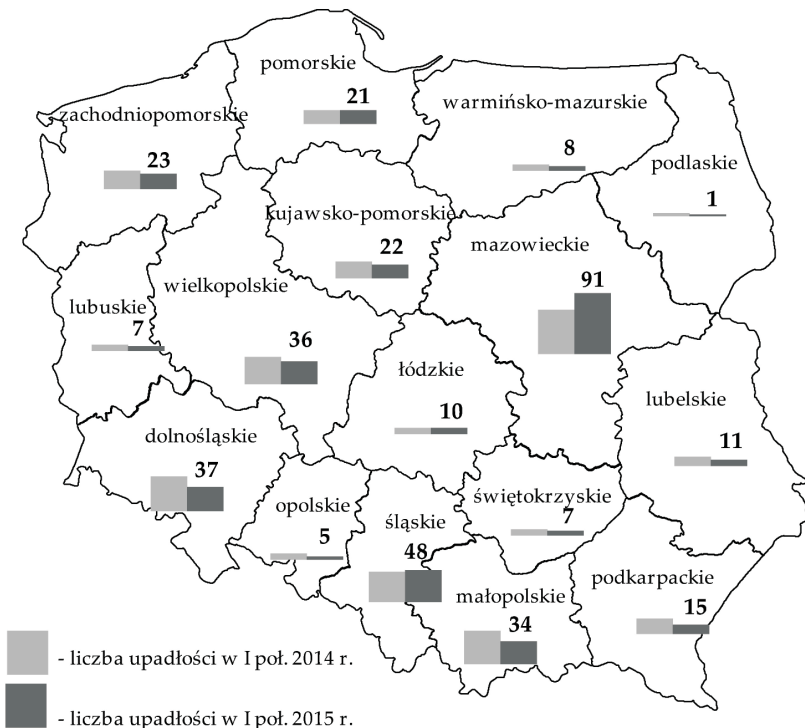 pomorskie
21
warmińsko-mazurskie
8
zachodniopomorskie
23
podlaskie
1
kujawsko-pomorskie
22
mazowieckie
91
wielkopolskie
36
lubuskie
7
łódzkie
10
lubelskie
11
dolnośląskie
37
opolskie
5
śląskie
48
świętokrzyskie
7
małopolskie
34
podkarpackie
15
- liczba upadłości w I poł. 2014 r.
- liczba upadłości w I poł. 2015 r.